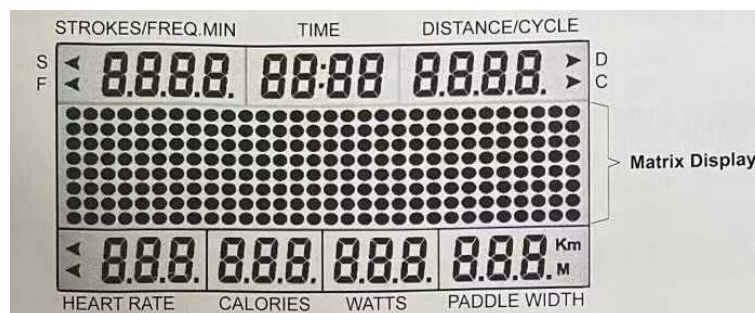 STROKES/FREQ.MIN TIME DISTANCE/CYCLE
S 8.8.8.8. 88:88 8.8.8.8. D
F C
Matrix Display
8.8.8. 8.8.8. 8.8.8. 8.8.8. Km
M
HEART RATE CALORIES WATTS PADDLE WIDTH